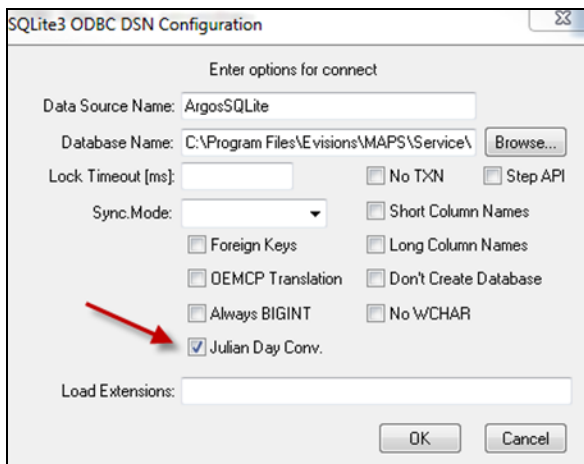 SQLite3 ODBC DSN Configuration
Enter options for connect
Data Source Name: ArgosSQLite
Database Name: C:\Program Files\Evisions\MAPS\Service\ Browse...
Lock Timeout [ms]: No TXN Step API
Sync.Mode: Short Column Names
Foreign Keys Long Column Names
OEMCP Translation Don't Create Database
Always BIGINT No WCHAR
Julian Day Conv.
Load Extensions:
OK Cancel